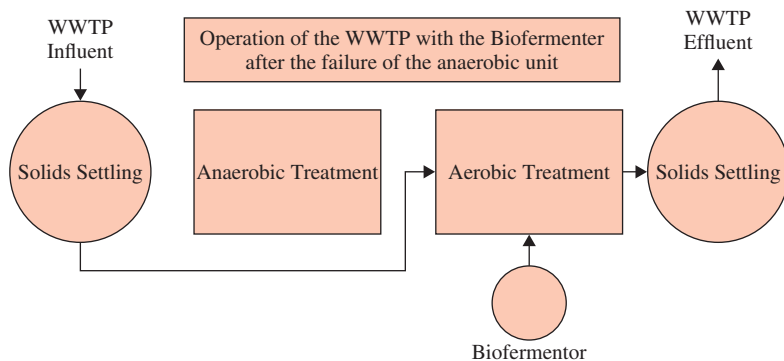 WWTP
Influent
Operation of the WWTP with the Biofermenter
after the failure of the anaerobic unit
WWTP
Effluent
Solids Settling
Anaerobic Treatment
Aerobic Treatment
Solids Settling
Biofermentor